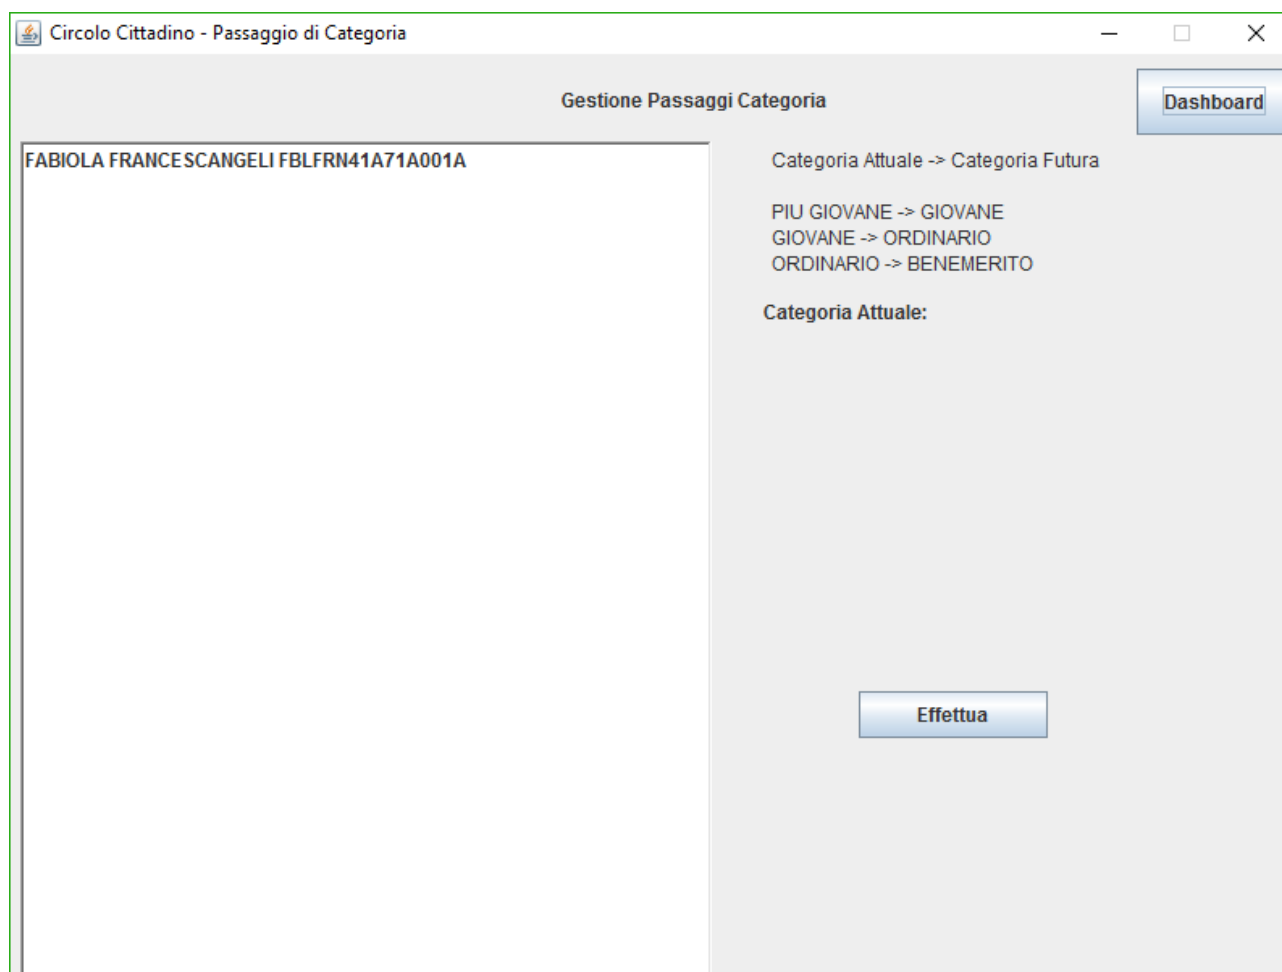 Circolo Cittadino - Passaggio di Categoria
Gestione Passaggi Categoria
Dashboard
FABIOLA FRANCESCANGELI FBLFRN41A71A001A
Categoria Attuale -> Categoria Futura
PIU GIOVANE -> GIOVANE
GIOVANE -> ORDINARIO
ORDINARIO -> BENEMERITO
Categoria Attuale:
Effettua